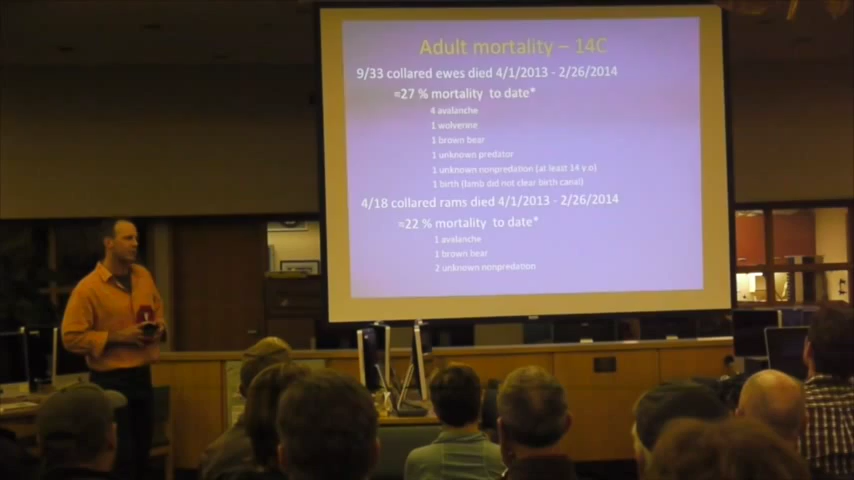 Adult mortality – 14C
9/33 collared ewes died 4/1/2013 - 2/26/2014
≈27 % mortality to date*
4 avalanche
1 wolverine
1 brown bear
1 unknown predator
1 unknown nonpredation (at least 14 y o)
1 birth (lamb did not clear birth canal)
4/18 collared rams died 4/1/2013 - 2/26/2014
≈22 % mortality to date*
1 avalanche
1 brown bear
2 unknown nonpredation